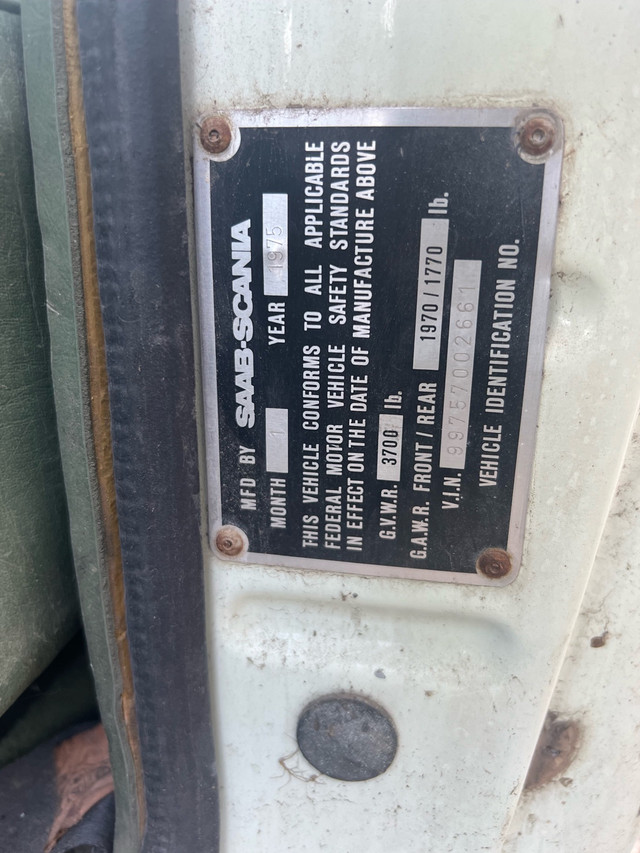 MFD BY SAAB-SCANIA
MONTH 1 YEAR 1975
THIS VEHICLE CONFORMS TO ALL APPLICABLE
FEDERAL MOTOR VEHICLE SAFETY STANDARDS
IN EFFECT ON THE DATE OF MANUFACTURE ABOVE
G.V.W.R. 3700 lb.
G.A.W.R. FRONT / REAR 1970 / 1770 lb.
V.I.N. 99757002661
VEHICLE IDENTIFICATION NO.